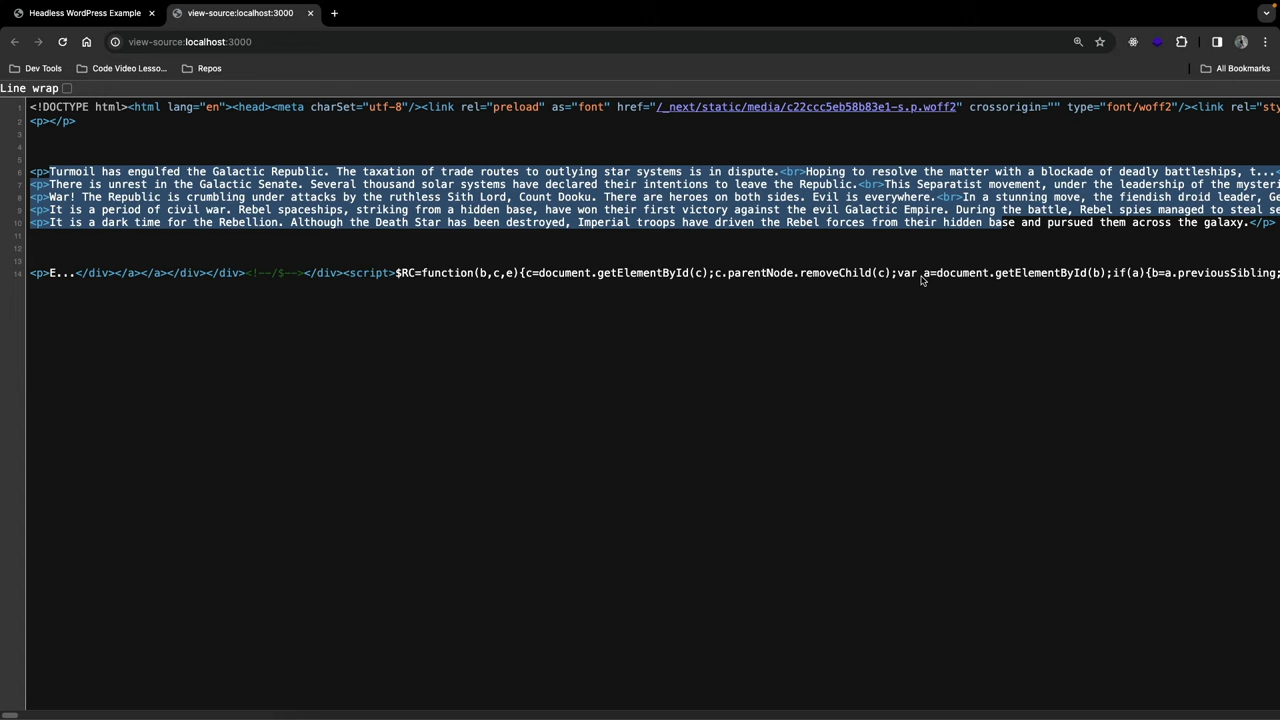 Headless WordPress Example
view-source:localhost:3000
view-source:localhost:3000
Dev Tools
Code Video Lesso...
Repos
All Bookmarks
Line wrap
1 <!DOCTYPE html><html lang="en"><head><meta charSet="utf-8"/><link rel="preload" as="font" href="/_next/static/media/c22ccc5eb58b83e1-s.p.woff2" crossorigin="" type="font/woff2"/><link rel="sty
2 <p></p>
3
4
5
6 <p>Turmoil has engulfed the Galactic Republic. The taxation of trade routes to outlying star systems is in dispute.<br>Hoping to resolve the matter with a blockade of deadly battleships, t...<
7 <p>There is unrest in the Galactic Senate. Several thousand solar systems have declared their intentions to leave the Republic.<br>This Separatist movement, under the leadership of the mysteri
8 <p>War! The Republic is crumbling under attacks by the ruthless Sith Lord, Count Dooku. There are heroes on both sides. Evil is everywhere.<br>In a stunning move, the fiendish droid leader, Ge
9 <p>It is a period of civil war. Rebel spaceships, striking from a hidden base, have won their first victory against the evil Galactic Empire. During the battle, Rebel spies managed to steal se
10 <p>It is a dark time for the Rebellion. Although the Death Star has been destroyed, Imperial troops have driven the Rebel forces from their hidden base and pursued them across the galaxy.</p>
11
12
13
14 <p>E...</div></a></a></div></div><!--/$--></div><script>$RC=function(b,c,e){c=document.getElementById(c);c.parentNode.removeChild(c);var a=document.getElementById(b);if(a){b=a.previousSibling;